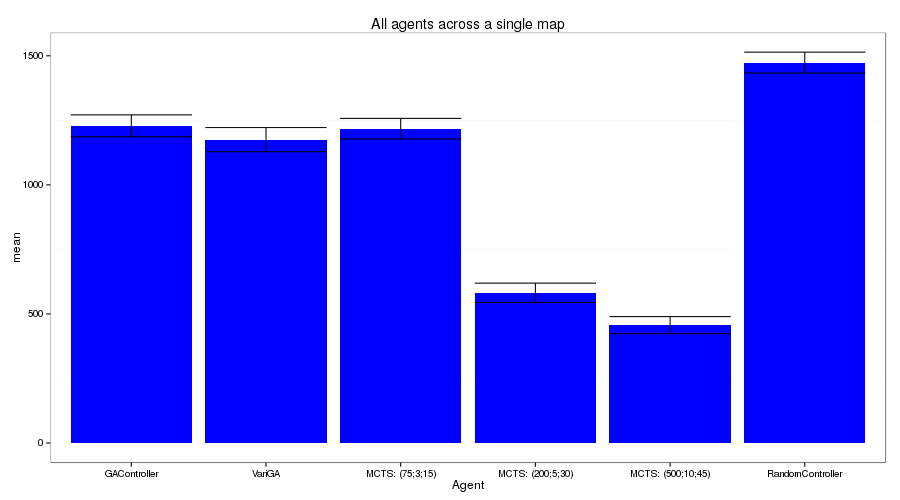 All agents across a single map
1500
1000
500
0
mean
GAController
VariGA
MCTS: (75;3;15)
MCTS: (200;5;30)
MCTS: (500;10;45)
RandomController
Agent